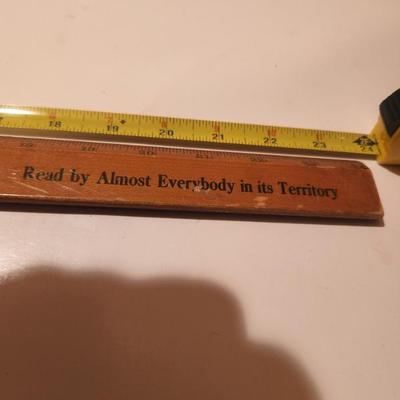 18 19 20 21 22 23 24
Read by Almost Everybody in its Territory